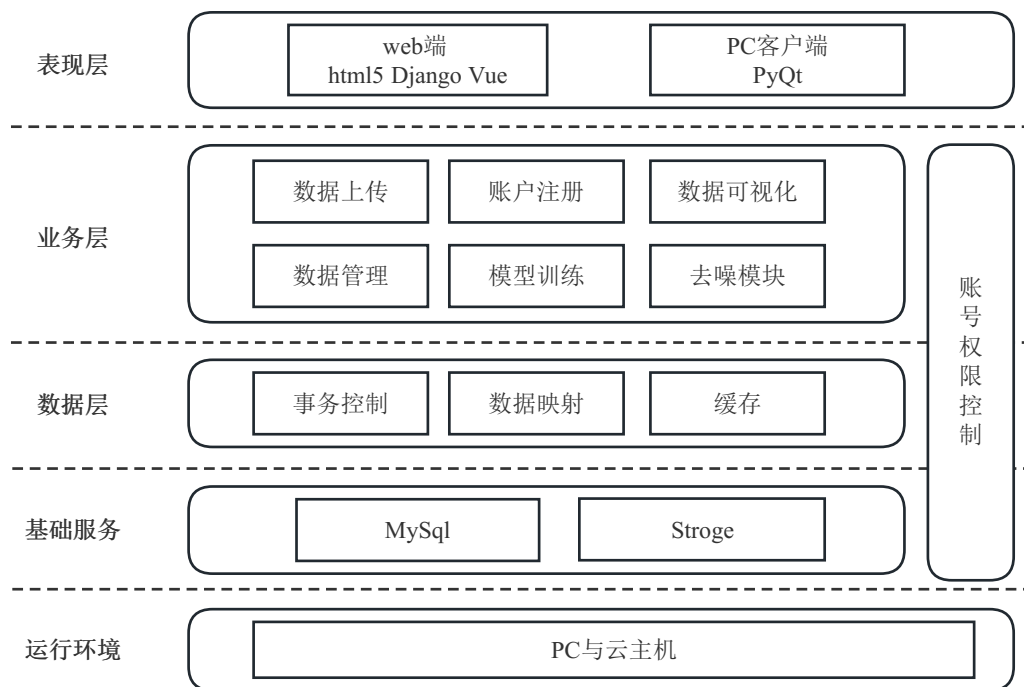 表现层
web端
html5 Django Vue
PC客户端
PyQt
业务层
数据上传
账户注册
数据可视化
数据管理
模型训练
去噪模块
账号权限控制
数据层
事务控制
数据映射
缓存
基础服务
MySql
Stroge
运行环境
PC与云主机